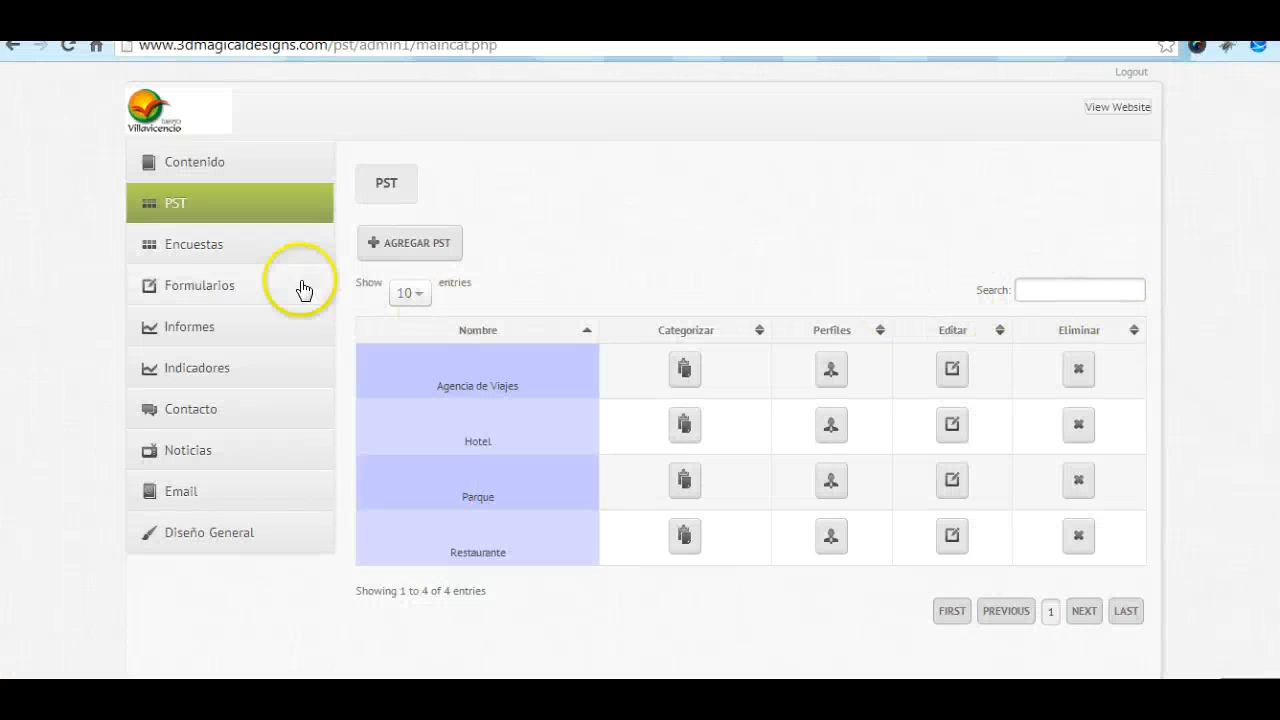 www.3dmagicaldesigns.com/pst/admin1/maincat.php
Logout
Villavicencio
View Website
Contenido
PST
Encuestas
Formularios
Informes
Indicadores
Contacto
Noticias
Email
Diseño General
PST
AGREGAR PST
Show 10 entries
Search:
Nombre Categorizar Perfiles Editar Eliminar
Agencia de Viajes
Hotel
Parque
Restaurante
Showing 1 to 4 of 4 entries
FIRST PREVIOUS 1 NEXT LAST